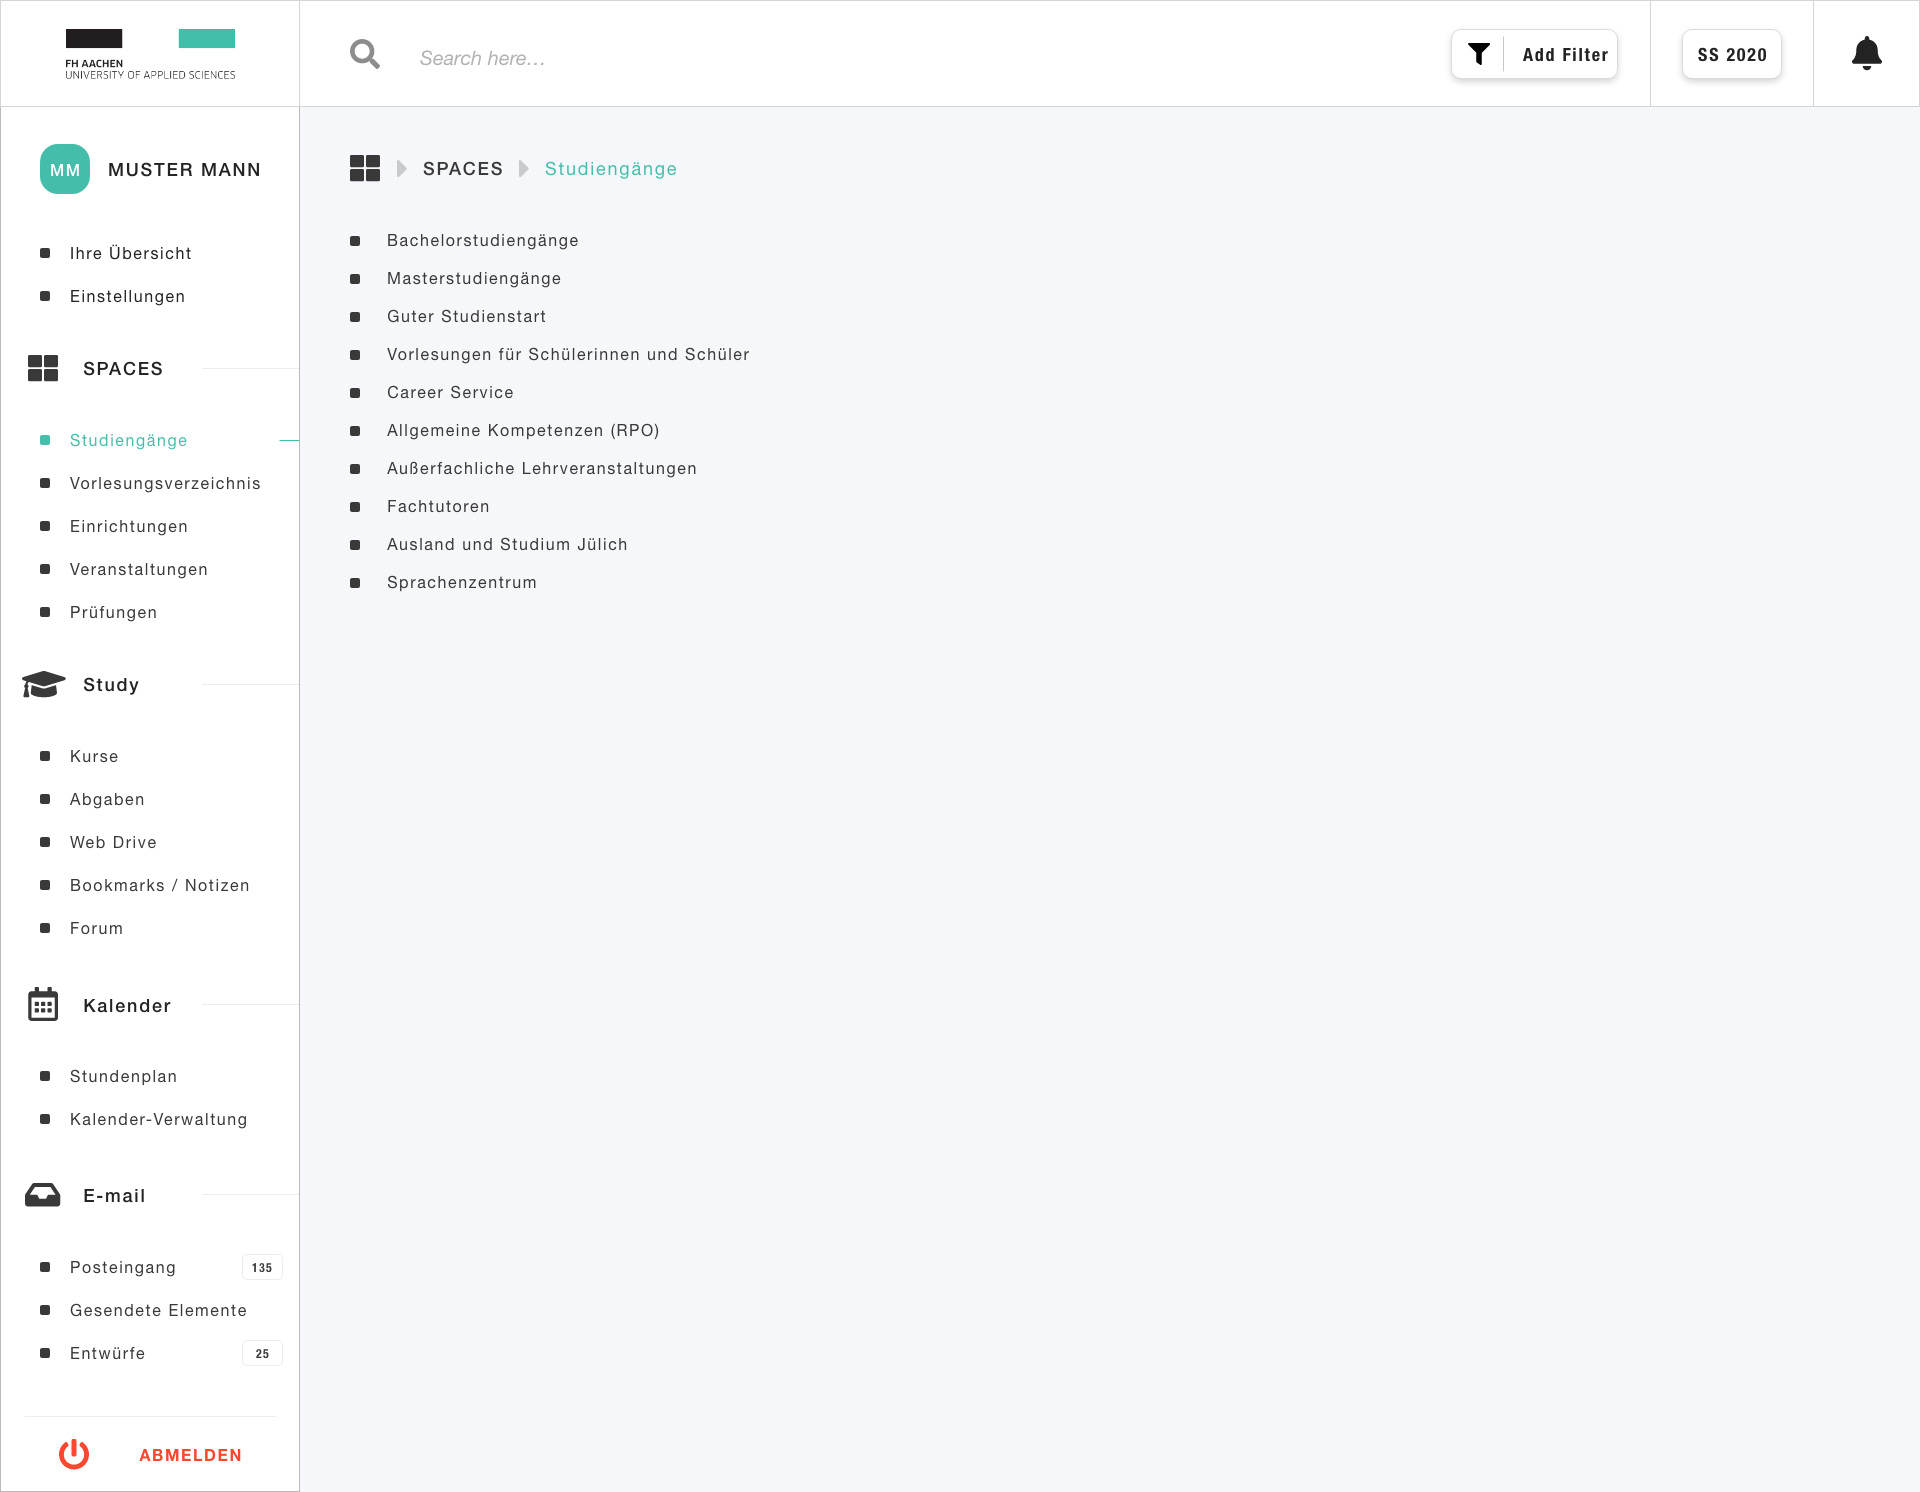 FH AACHEN
UNIVERSITY OF APPLIED SCIENCES
Search here...
Add Filter
SS 2020
MM
MUSTER MANN
Ihre Übersicht
Einstellungen
SPACES
Studiengänge
Vorlesungsverzeichnis
Einrichtungen
Veranstaltungen
Prüfungen
Study
Kurse
Abgaben
Web Drive
Bookmarks / Notizen
Forum
Kalender
Stundenplan
Kalender-Verwaltung
E-mail
Posteingang 135
Gesendete Elemente
Entwürfe 25
ABMELDEN
SPACES Studiengänge
Bachelorstudiengänge
Masterstudiengänge
Guter Studienstart
Vorlesungen für Schülerinnen und Schüler
Career Service
Allgemeine Kompetenzen (RPO)
Außerfachliche Lehrveranstaltungen
Fachtutoren
Ausland und Studium Jülich
Sprachenzentrum